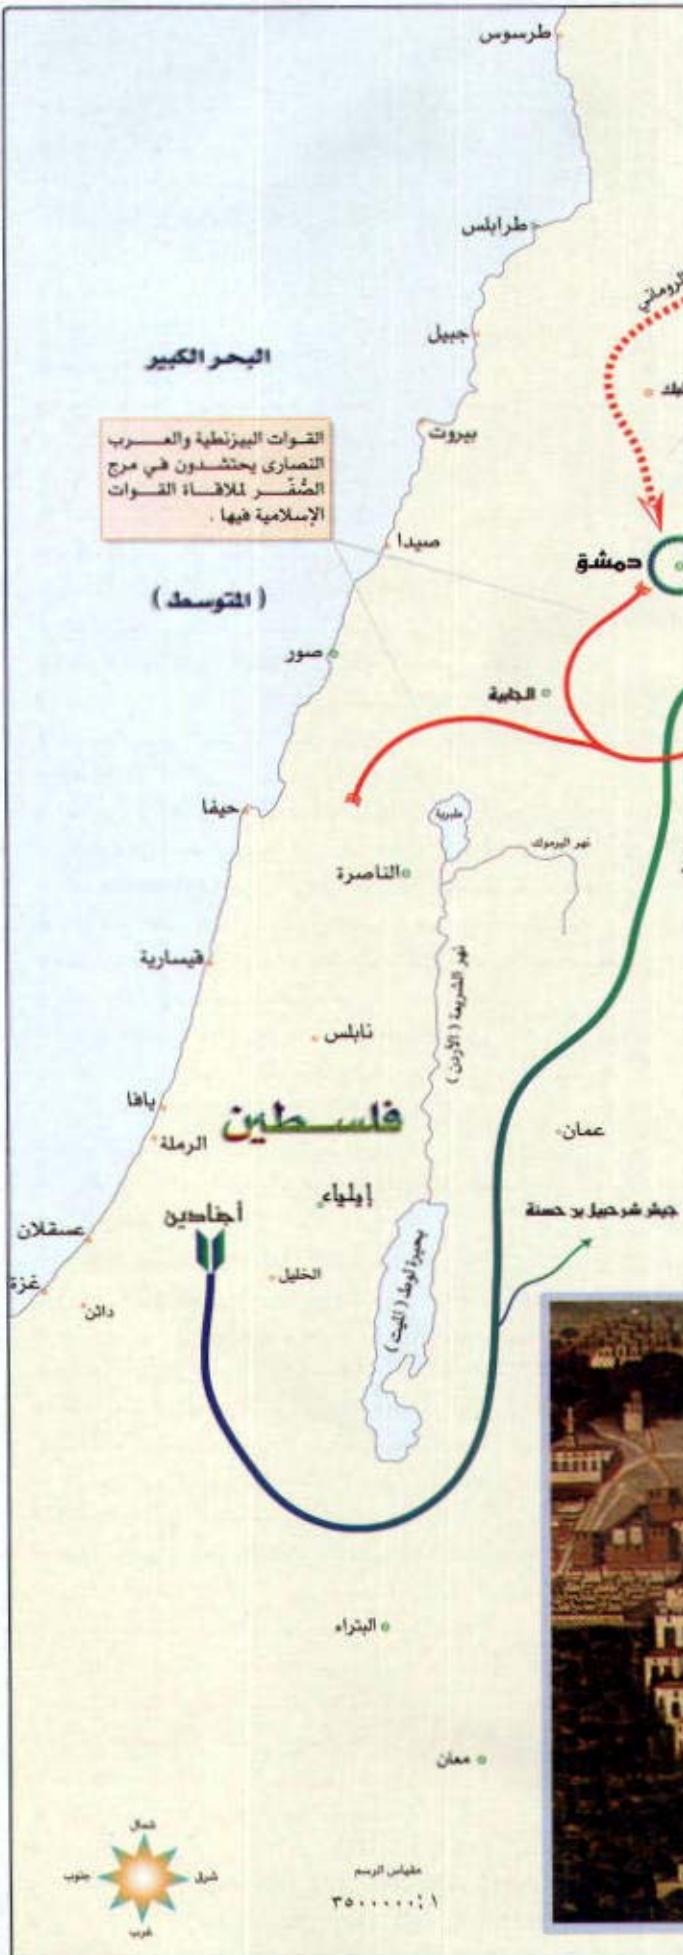 طرسوس
طرابلس
الروماني
جبيل
البحر الكبير
بيروت
القوات البيزنطية والعرب
النصارى يحتشدون في مرج
الصُّفَّر لملاقاة القوات
الإسلامية فيها .
صيدا
دمشق
( المتوسط )
صور
الجابية
حيفا
طبرية
نهر اليرموك
الناصرة
قيسارية
نهر الشريعة ( الأردن )
نابلس
يافا
فلسطين
عمان
الرملة
إيلياء
أجنادين
جيش شرحبيل بن حسنة
عسقلان
الخليل
بحيرة لوط ( الميت )
غزة
داثن
البتراء
معان
شمال
شرق
جنوب
غرب
مقياس الرسم
١ : ٣٥٠٠٠٠٠